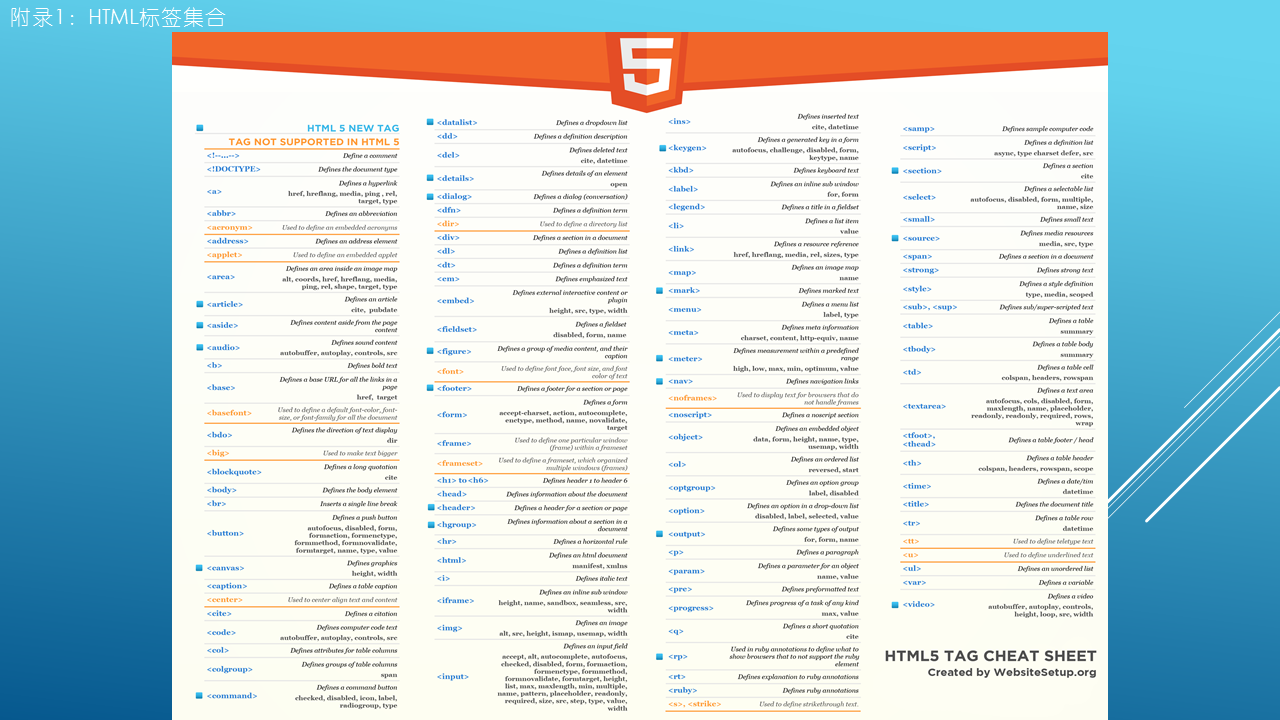 附录1：HTML标签集合
5
HTML 5 NEW TAG
TAG NOT SUPPORTED IN HTML 5
<!--...--> Define a comment
<!DOCTYPE> Defines the document type
<a> Defines a hyperlink
href, hreflang, media, ping , rel,
target, type
<abbr> Defines an abbreviation
<acronym> Used to define an embedded acronyms
<address> Defines an address element
<applet> Used to define an embedded applet
<area> Defines an area inside an image map
alt, coords, href, hreflang, media,
ping, rel, shape, target, type
<article> Defines an article
cite, pubdate
<aside> Defines content aside from the page
content
<audio> Defines sound content
autobuffer, autoplay, controls, src
<b> Defines bold text
<base> Defines a base URL for all the links in a
page
href, target
<basefont> Used to define a default font-color, font-
size, or font-family for all the document
<bdo> Defines the direction of text display
dir
<big> Used to make text bigger
<blockquote> Defines a long quotation
cite
<body> Defines the body element
<br> Inserts a single line break
<button> Defines a push button
autofocus, disabled, form,
formaction, formenctype,
formmethod, formnovalidate,
formtarget, name, type, value
<canvas> Defines graphics
height, width
<caption> Defines a table caption
<center> Used to center align text and content
<cite> Defines a citation
<code> Defines computer code text
autobuffer, autoplay, controls, src
<col> Defines attributes for table columns
<colgroup> Defines groups of table columns
span
<command> Defines a command button
checked, disabled, icon, label,
radiogroup, type
<datalist> Defines a dropdown list
<dd> Defines a definition description
<del> Defines deleted text
cite, datetime
<details> Defines details of an element
open
<dialog> Defines a dialog (conversation)
<dfn> Defines a definition term
<dir> Used to define a directory list
<div> Defines a section in a document
<dl> Defines a definition list
<dt> Defines a definition term
<em> Defines emphasized text
<embed> Defines external interactive content or
plugin
height, src, type, width
<fieldset> Defines a fieldset
disabled, form, name
<figure> Defines a group of media content, and their
caption
<font> Used to define font face, font size, and font
color of text
<footer> Defines a footer for a section or page
<form> Defines a form
accept-charset, action, autocomplete,
enctype, method, name, novalidate,
target
<frame> Used to define one particular window
(frame) within a frameset
<frameset> Used to define a frameset, which organized
multiple windows (frames)
<h1> to <h6> Defines header 1 to header 6
<head> Defines information about the document
<header> Defines a header for a section or page
<hgroup> Defines information about a section in a
document
<hr> Defines a horizontal rule
<html> Defines an html document
manifest, xmlns
<i> Defines italic text
<iframe> Defines an inline sub window
height, name, sandbox, seamless, src,
width
<img> Defines an image
alt, src, height, ismap, usemap, width
<input> Defines an input field
accept, alt, autocomplete, autofocus,
checked, disabled, form, formaction,
formenctype, formmethod,
formnovalidate, formtarget, height,
list, max, maxlength, min, multiple,
name, pattern, placeholder, readonly,
required, size, src, step, type, value,
width
<ins> Defines inserted text
cite, datetime
<keygen> Defines a generated key in a form
autofocus, challenge, disabled, form,
keytype, name
<kbd> Defines keyboard text
<label> Defines an inline sub window
for, form
<legend> Defines a title in a fieldset
<li> Defines a list item
value
<link> Defines a resource reference
href, hreflang, media, rel, sizes, type
<map> Defines an image map
name
<mark> Defines marked text
<menu> Defines a menu list
label, type
<meta> Defines meta information
charset, content, http-equiv, name
<meter> Defines measurement within a predefined
range
high, low, max, min, optimum, value
<nav> Defines navigation links
<noframes> Used to display text for browsers that do
not handle frames
<noscript> Defines a noscript section
<object> Defines an embedded object
data, form, height, name, type,
usemap, width
<ol> Defines an ordered list
reversed, start
<optgroup> Defines an option group
label, disabled
<option> Defines an option in a drop-down list
disabled, label, selected, value
<output> Defines some types of output
for, form, name
<p> Defines a paragraph
<param> Defines a parameter for an object
name, value
<pre> Defines preformatted text
<progress> Defines progress of a task of any kind
max, value
<q> Defines a short quotation
cite
<rp> Used in ruby annotations to define what to
show browsers that to not support the ruby
element
<rt> Defines explanation to ruby annotations
<ruby> Defines ruby annotations
<s>, <strike> Used to define strikethrough text.
<samp> Defines sample computer code
<script> Defines a definition list
async, type charset defer, src
<section> Defines a section
cite
<select> Defines a selectable list
autofocus, disabled, form, multiple,
name, size
<small> Defines small text
<source> Defines media resources
media, src, type
<span> Defines a section in a document
<strong> Defines strong text
<style> Defines a style definition
type, media, scoped
<sub>, <sup> Defines sub/super-scripted text
<table> Defines a table
summary
<tbody> Defines a table body
summary
<td> Defines a table cell
colspan, headers, rowspan
<textarea> Defines a text area
autofocus, cols, disabled, form,
maxlength, name, placeholder,
readonly, readonly, required, rows,
wrap
<tfoot>,
<thead> Defines a table footer / head
<th> Defines a table header
colspan, headers, rowspan, scope
<time> Defines a date/tim
datetime
<title> Defines the document title
<tr> Defines a table row
datetime
<tt> Used to define teletype text
<u> Used to define underlined text
<ul> Defines an unordered list
<var> Defines a variable
<video> Defines a video
autobuffer, autoplay, controls,
height, loop, src, width
HTML5 TAG CHEAT SHEET
Created by WebsiteSetup.org